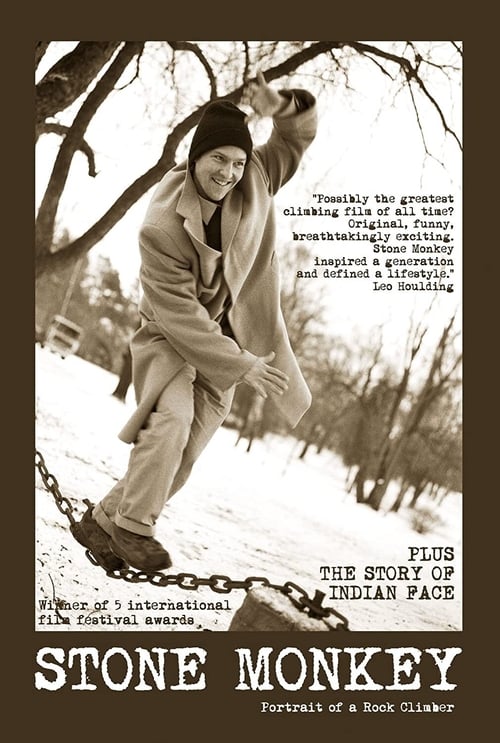 "Possibly the greatest
climbing film of all time?
Original, funny,
breathtakingly exciting.
Stone Monkey
inspired a generation
and defined a lifestyle."
Leo Houlding
PLUS
THE STORY OF
INDIAN FACE
Winner of 5 international
film festival awards
STONE MONKEY
Portrait of a Rock Climber